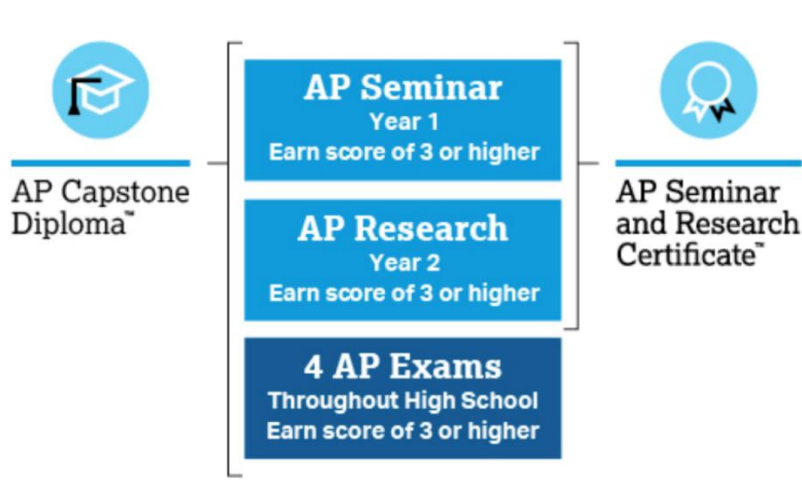 AP Capstone
Diploma™
AP Seminar
Year 1
Earn score of 3 or higher
AP Research
Year 2
Earn score of 3 or higher
4 AP Exams
Throughout High School
Earn score of 3 or higher
AP Seminar
and Research
Certificate™